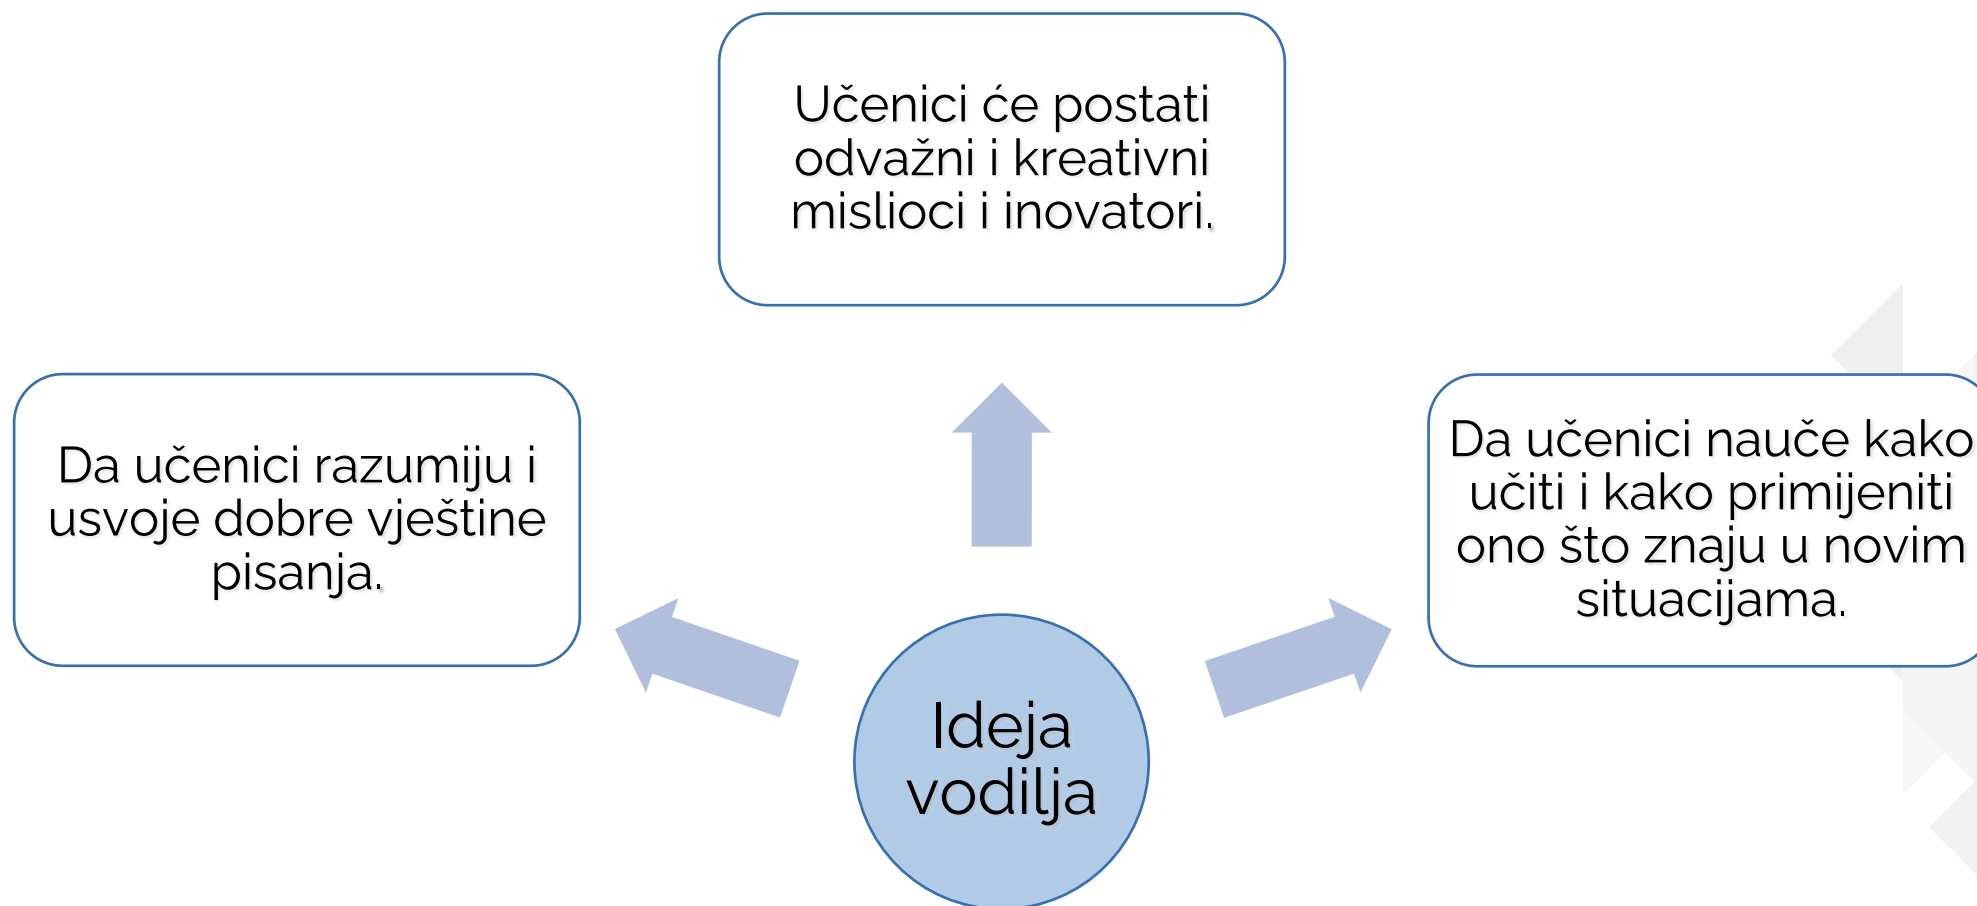 Učenici će postati
odvažni i kreativni
mislioci i inovatori.
Da učenici razumiju i
usvoje dobre vještine
pisanja.
Da učenici nauče kako
učiti i kako primijeniti
ono što znaju u novim
situacijama.
Ideja
vodilja